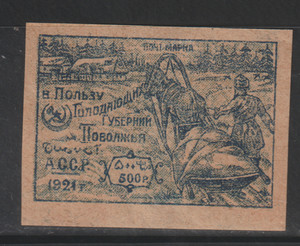 ПОЧТ. МАРКА
в Пользу
Голодающих
Губерний
Поволжья
А.С.С.Р.
500 р.
1921 г.